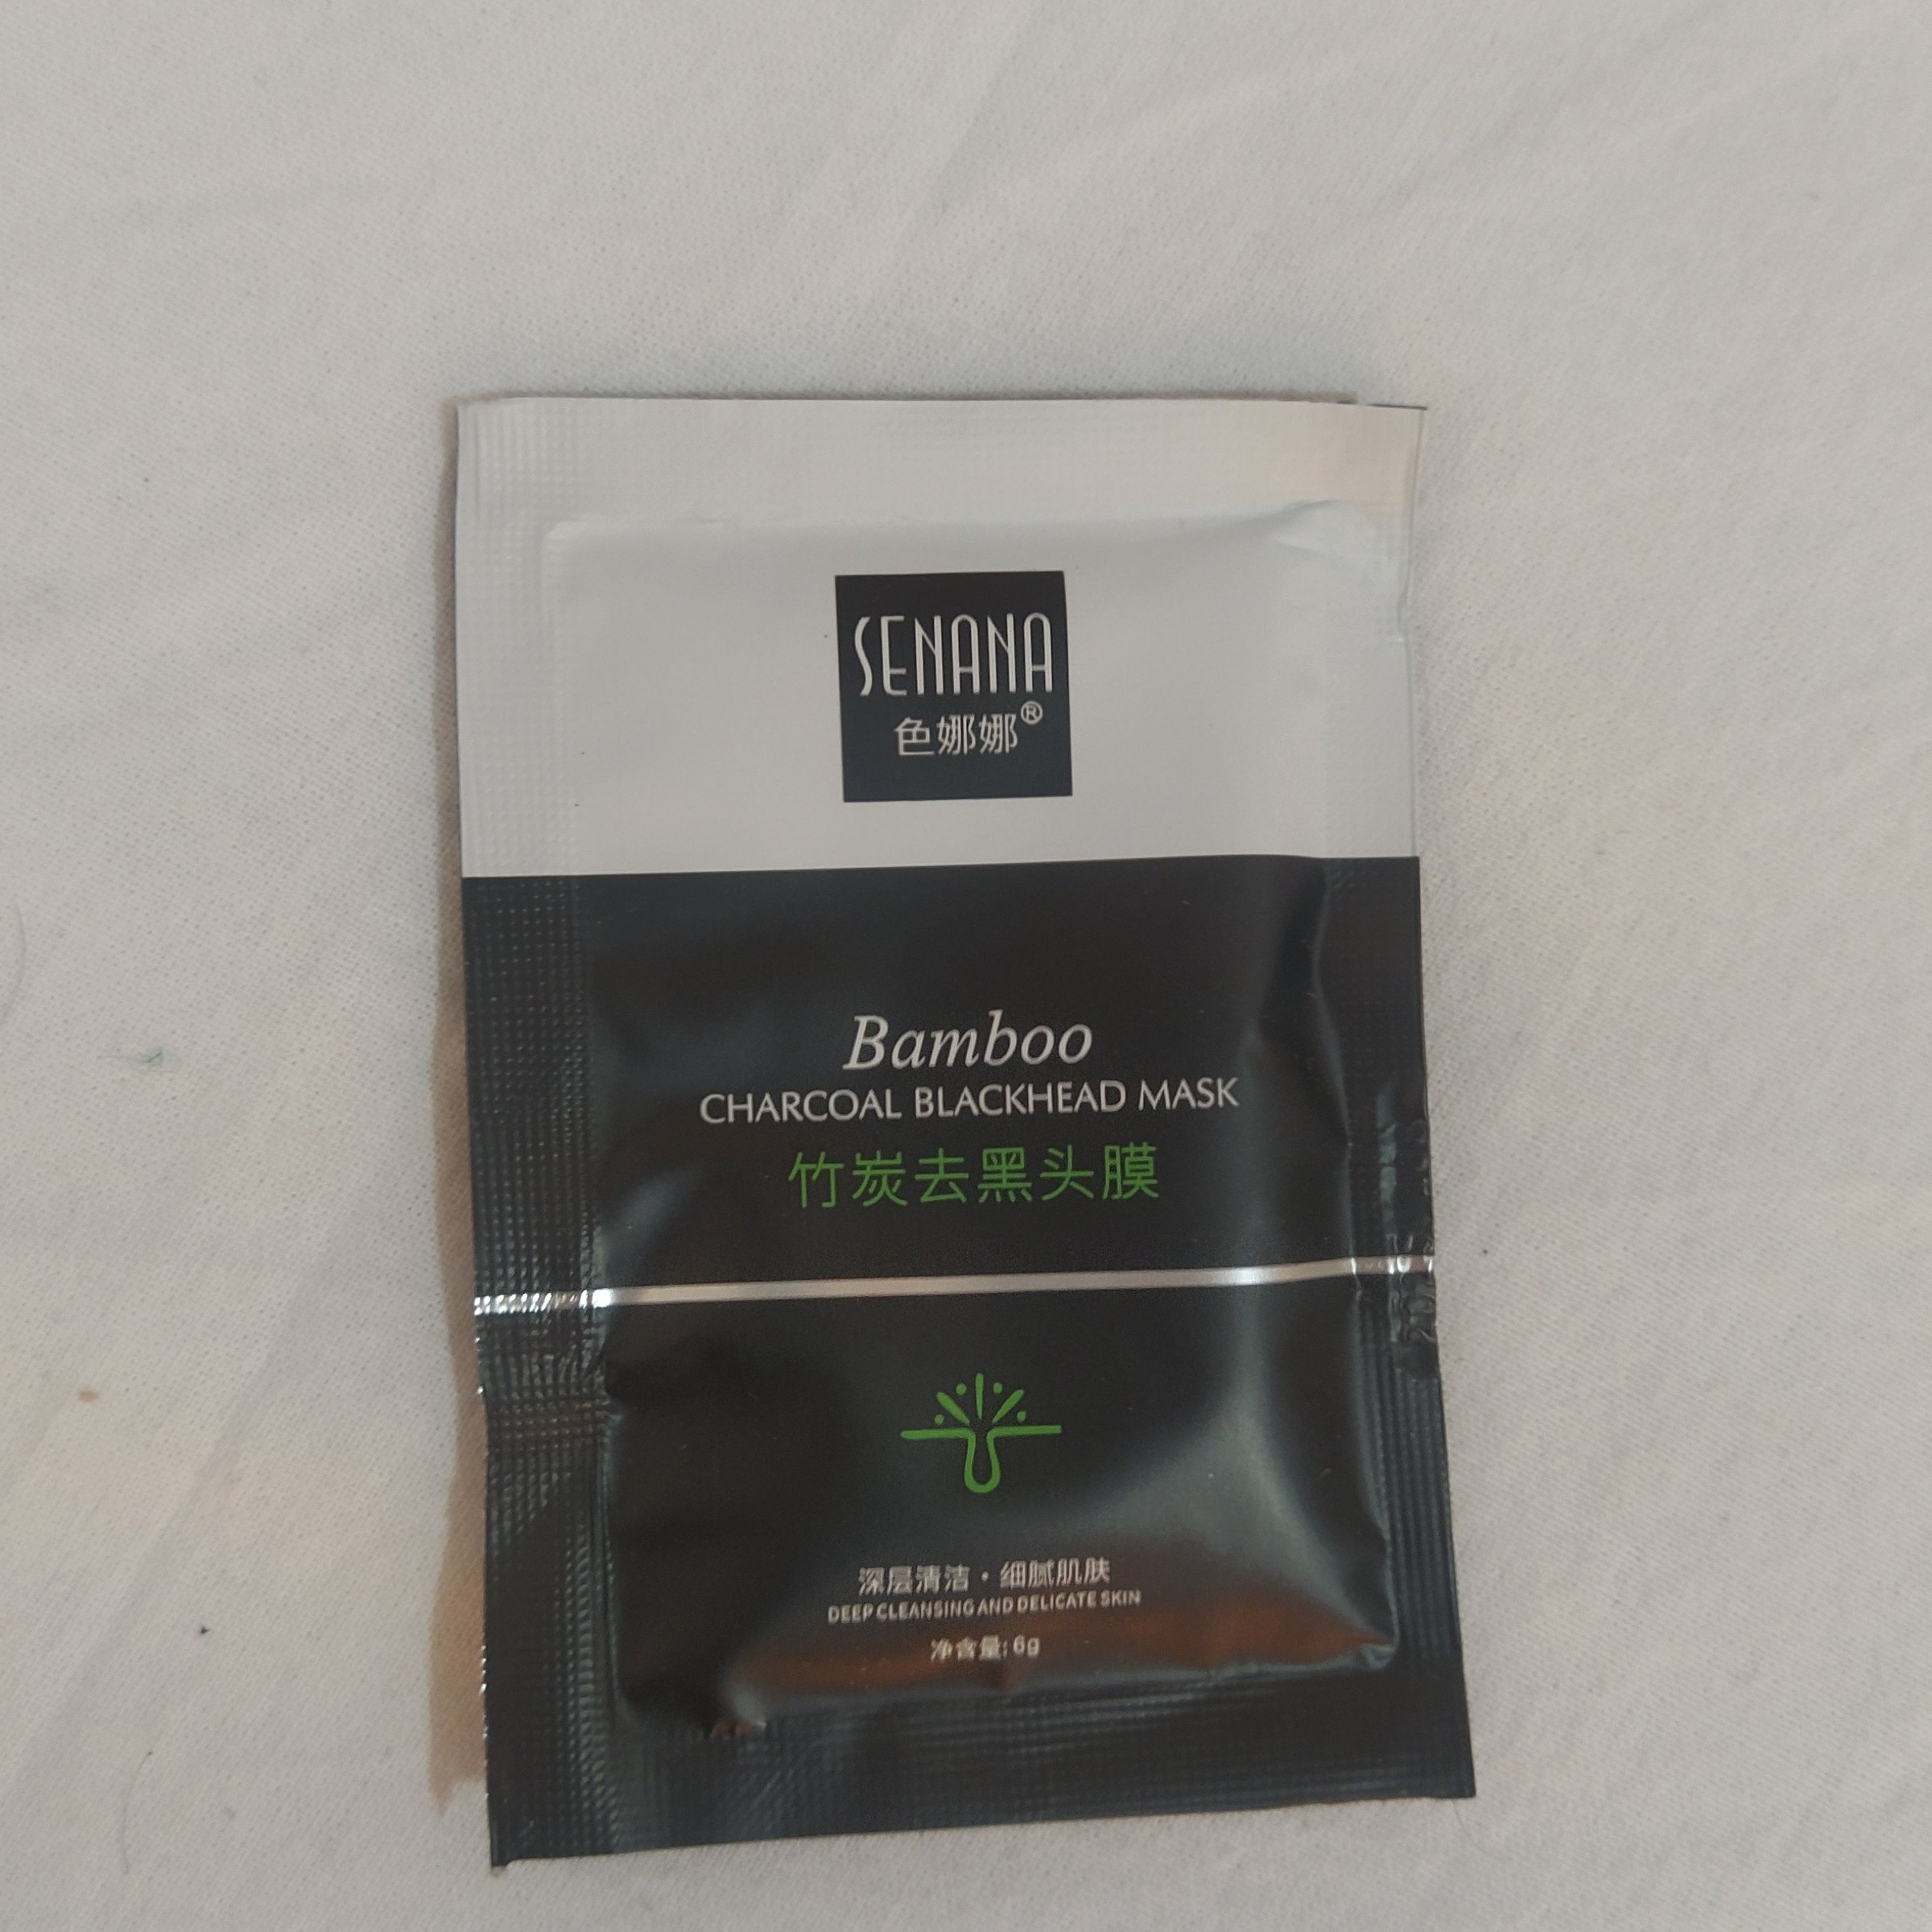 SENANA
色娜娜®
Bamboo
CHARCOAL BLACKHEAD MASK
竹炭去黑头膜
深层清洁·细腻肌肤
DEEP CLEANSING AND DELICATE SKIN
净含量:6g